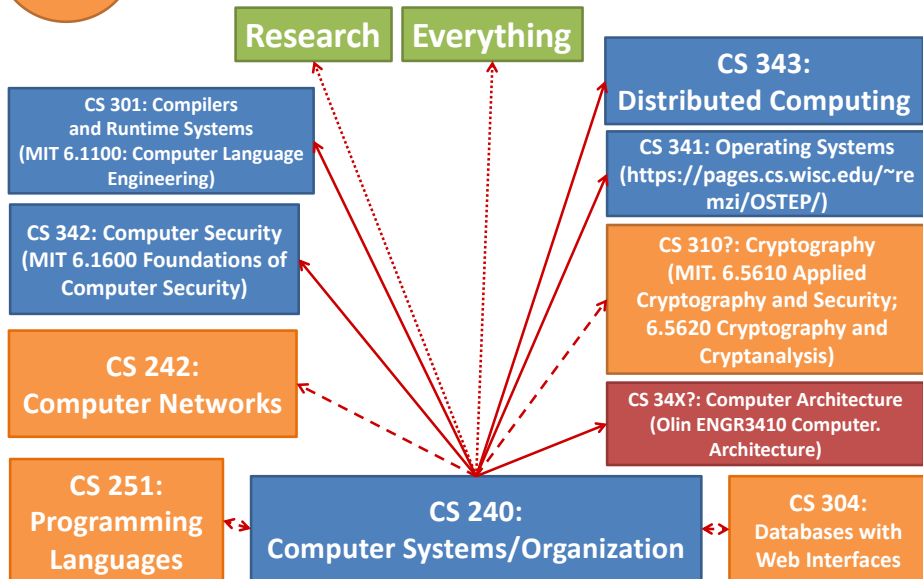 Research
Everything
CS 343:
Distributed Computing
CS 301: Compilers
and Runtime Systems
(MIT 6.1100: Computer Language
Engineering)
CS 341: Operating Systems
(https://pages.cs.wisc.edu/~re
mzi/OSTEP/)
CS 342: Computer Security
(MIT 6.1600 Foundations of
Computer Security)
CS 310?: Cryptography
(MIT. 6.5610 Applied
Cryptography and Security;
6.5620 Cryptography and
Cryptanalysis)
CS 242:
Computer Networks
CS 34X?: Computer Architecture
(Olin ENGR3410 Computer.
Architecture)
CS 251:
Programming
Languages
CS 240:
Computer Systems/Organization
CS 304:
Databases with
Web Interfaces